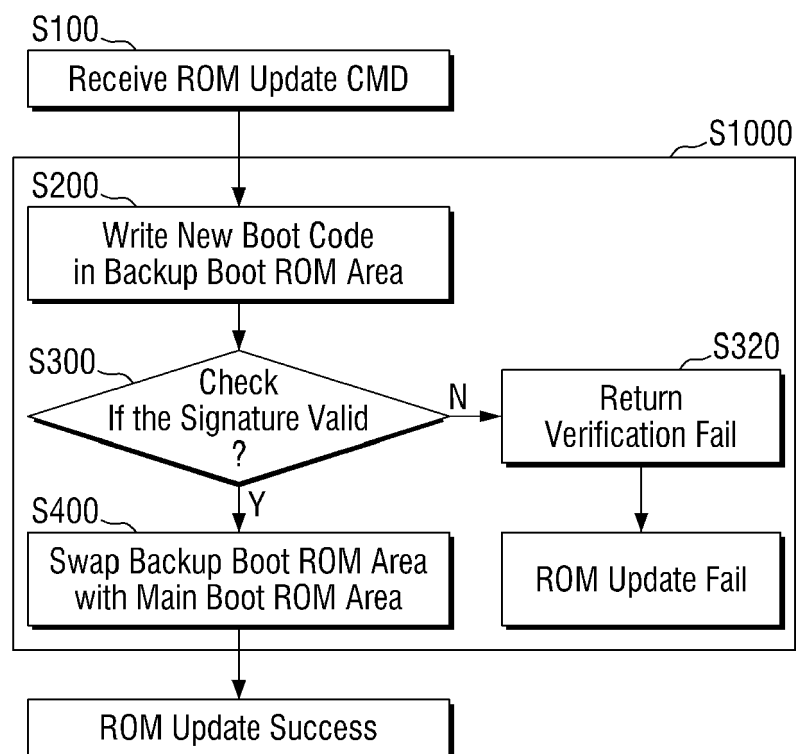 S100
Receive ROM Update CMD
S1000
S200
Write New Boot Code
in Backup Boot ROM Area
S300
Check
If the Signature Valid
?
N
Y
S320
Return
Verification Fail
S400
Swap Backup Boot ROM Area
with Main Boot ROM Area
ROM Update Fail
ROM Update Success